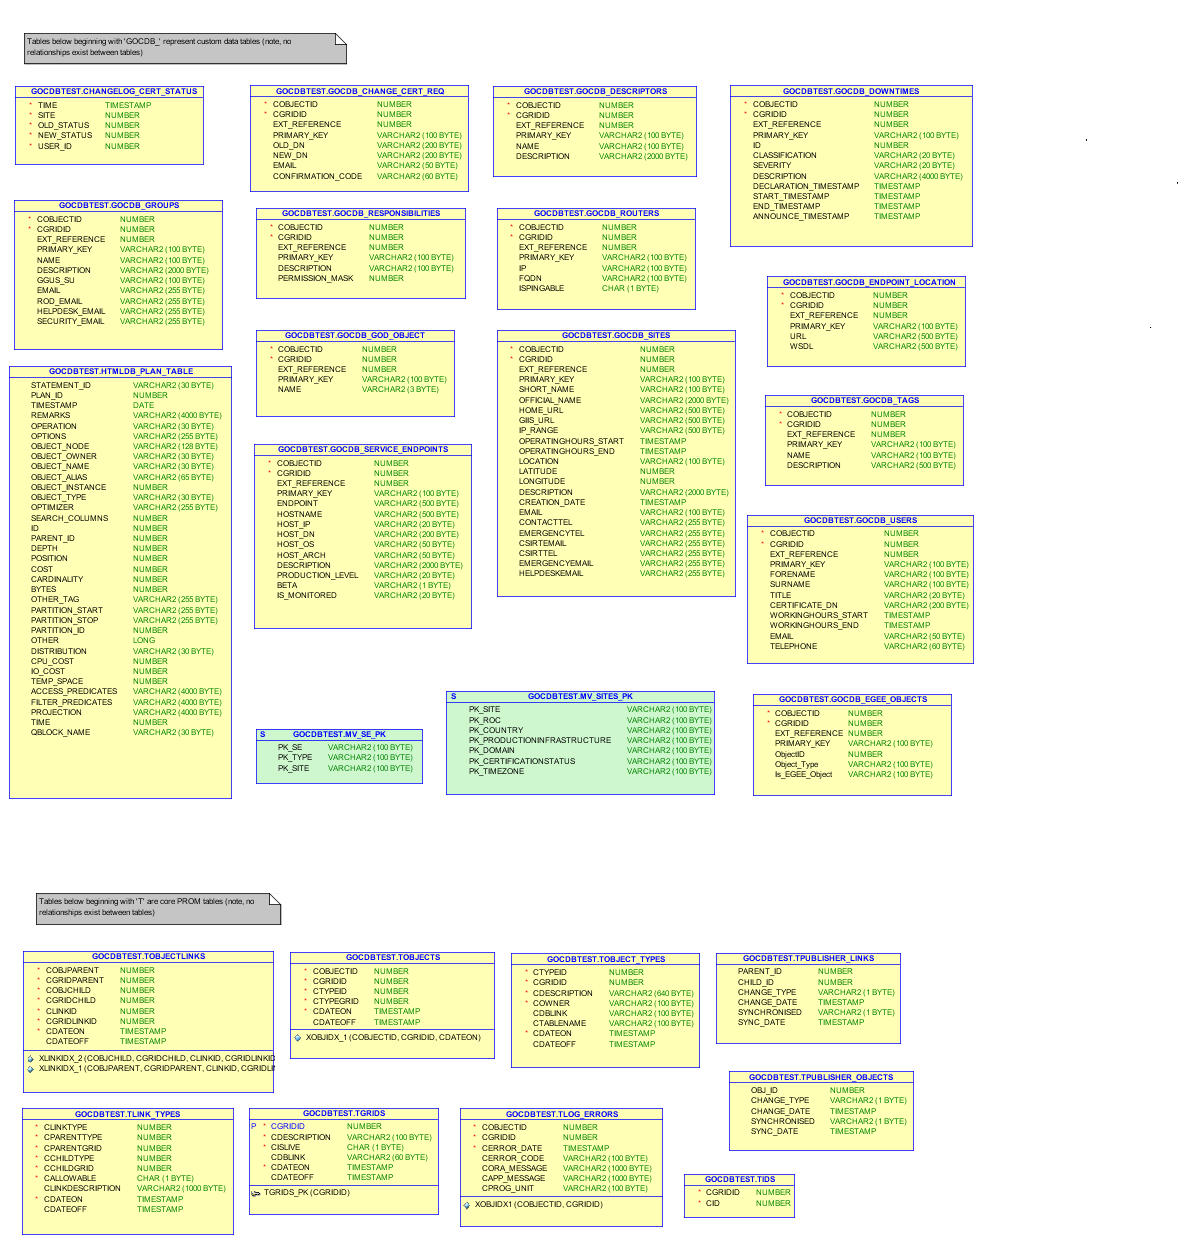 Tables below beginning with 'GOCDB_' represent custom data tables (note, no
relationships exist between tables)
GOCDBTEST.CHANGELOG_CERT_STATUS
* TIME TIMESTAMP
* SITE NUMBER
* OLD_STATUS NUMBER
* NEW_STATUS NUMBER
* USER_ID NUMBER
GOCDBTEST.GOCDB_CHANGE_CERT_REQ
* COBJECTID NUMBER
* CGRIDID NUMBER
EXT_REFERENCE NUMBER
PRIMARY_KEY VARCHAR2 (100 BYTE)
OLD_DN VARCHAR2 (200 BYTE)
NEW_DN VARCHAR2 (200 BYTE)
EMAIL VARCHAR2 (50 BYTE)
CONFIRMATION_CODE VARCHAR2 (60 BYTE)
GOCDBTEST.GOCDB_DESCRIPTORS
* COBJECTID NUMBER
* CGRIDID NUMBER
EXT_REFERENCE NUMBER
PRIMARY_KEY VARCHAR2 (100 BYTE)
NAME VARCHAR2 (100 BYTE)
DESCRIPTION VARCHAR2 (2000 BYTE)
GOCDBTEST.GOCDB_DOWNTIMES
* COBJECTID NUMBER
* CGRIDID NUMBER
EXT_REFERENCE NUMBER
PRIMARY_KEY VARCHAR2 (100 BYTE)
ID NUMBER
CLASSIFICATION VARCHAR2 (20 BYTE)
SEVERITY VARCHAR2 (20 BYTE)
DESCRIPTION VARCHAR2 (4000 BYTE)
DECLARATION_TIMESTAMP TIMESTAMP
START_TIMESTAMP TIMESTAMP
END_TIMESTAMP TIMESTAMP
ANNOUNCE_TIMESTAMP TIMESTAMP
GOCDBTEST.GOCDB_GROUPS
* COBJECTID NUMBER
* CGRIDID NUMBER
EXT_REFERENCE NUMBER
PRIMARY_KEY VARCHAR2 (100 BYTE)
NAME VARCHAR2 (100 BYTE)
DESCRIPTION VARCHAR2 (2000 BYTE)
GGUS_SU VARCHAR2 (100 BYTE)
EMAIL VARCHAR2 (255 BYTE)
ROD_EMAIL VARCHAR2 (255 BYTE)
HELPDESK_EMAIL VARCHAR2 (255 BYTE)
SECURITY_EMAIL VARCHAR2 (255 BYTE)
GOCDBTEST.GOCDB_RESPONSIBILITIES
* COBJECTID NUMBER
* CGRIDID NUMBER
EXT_REFERENCE NUMBER
PRIMARY_KEY VARCHAR2 (100 BYTE)
DESCRIPTION VARCHAR2 (100 BYTE)
PERMISSION_MASK NUMBER
GOCDBTEST.GOCDB_ROUTERS
* COBJECTID NUMBER
* CGRIDID NUMBER
EXT_REFERENCE NUMBER
PRIMARY_KEY VARCHAR2 (100 BYTE)
IP VARCHAR2 (100 BYTE)
FQDN VARCHAR2 (100 BYTE)
ISPINGABLE CHAR (1 BYTE)
GOCDBTEST.GOCDB_ENDPOINT_LOCATION
* COBJECTID NUMBER
* CGRIDID NUMBER
EXT_REFERENCE NUMBER
PRIMARY_KEY VARCHAR2 (100 BYTE)
URL VARCHAR2 (500 BYTE)
WSDL VARCHAR2 (500 BYTE)
GOCDBTEST.HTMLDB_PLAN_TABLE
STATEMENT_ID VARCHAR2 (30 BYTE)
PLAN_ID NUMBER
TIMESTAMP DATE
REMARKS VARCHAR2 (4000 BYTE)
OPERATION VARCHAR2 (30 BYTE)
OPTIONS VARCHAR2 (255 BYTE)
OBJECT_NODE VARCHAR2 (128 BYTE)
OBJECT_OWNER VARCHAR2 (30 BYTE)
OBJECT_NAME VARCHAR2 (30 BYTE)
OBJECT_ALIAS VARCHAR2 (65 BYTE)
OBJECT_INSTANCE NUMBER
OBJECT_TYPE VARCHAR2 (30 BYTE)
OPTIMIZER VARCHAR2 (255 BYTE)
SEARCH_COLUMNS NUMBER
ID NUMBER
PARENT_ID NUMBER
DEPTH NUMBER
POSITION NUMBER
COST NUMBER
CARDINALITY NUMBER
BYTES NUMBER
OTHER_TAG VARCHAR2 (255 BYTE)
PARTITION_START VARCHAR2 (255 BYTE)
PARTITION_STOP VARCHAR2 (255 BYTE)
PARTITION_ID NUMBER
OTHER LONG
DISTRIBUTION VARCHAR2 (30 BYTE)
CPU_COST NUMBER
IO_COST NUMBER
TEMP_SPACE NUMBER
ACCESS_PREDICATES VARCHAR2 (4000 BYTE)
FILTER_PREDICATES VARCHAR2 (4000 BYTE)
PROJECTION VARCHAR2 (4000 BYTE)
TIME NUMBER
QBLOCK_NAME VARCHAR2 (30 BYTE)
GOCDBTEST.GOCDB_GOD_OBJECT
* COBJECTID NUMBER
* CGRIDID NUMBER
EXT_REFERENCE NUMBER
PRIMARY_KEY VARCHAR2 (100 BYTE)
NAME VARCHAR2 (3 BYTE)
GOCDBTEST.GOCDB_SITES
* COBJECTID NUMBER
* CGRIDID NUMBER
EXT_REFERENCE NUMBER
PRIMARY_KEY VARCHAR2 (100 BYTE)
SHORT_NAME VARCHAR2 (100 BYTE)
OFFICIAL_NAME VARCHAR2 (2000 BYTE)
HOME_URL VARCHAR2 (500 BYTE)
GIIS_URL VARCHAR2 (500 BYTE)
IP_RANGE VARCHAR2 (500 BYTE)
OPERATINGHOURS_START TIMESTAMP
OPERATINGHOURS_END TIMESTAMP
LOCATION VARCHAR2 (100 BYTE)
LATITUDE NUMBER
LONGITUDE NUMBER
DESCRIPTION VARCHAR2 (2000 BYTE)
CREATION_DATE TIMESTAMP
EMAIL VARCHAR2 (100 BYTE)
CONTACTTEL VARCHAR2 (255 BYTE)
EMERGENCYTEL VARCHAR2 (255 BYTE)
CSIRTEMAIL VARCHAR2 (255 BYTE)
CSIRTTEL VARCHAR2 (255 BYTE)
EMERGENCYEMAIL VARCHAR2 (255 BYTE)
HELPDESKEMAIL VARCHAR2 (255 BYTE)
GOCDBTEST.GOCDB_TAGS
* COBJECTID NUMBER
* CGRIDID NUMBER
EXT_REFERENCE NUMBER
PRIMARY_KEY VARCHAR2 (100 BYTE)
NAME VARCHAR2 (100 BYTE)
DESCRIPTION VARCHAR2 (500 BYTE)
GOCDBTEST.GOCDB_SERVICE_ENDPOINTS
* COBJECTID NUMBER
* CGRIDID NUMBER
EXT_REFERENCE NUMBER
PRIMARY_KEY VARCHAR2 (100 BYTE)
ENDPOINT VARCHAR2 (500 BYTE)
HOSTNAME VARCHAR2 (500 BYTE)
HOST_IP VARCHAR2 (20 BYTE)
HOST_DN VARCHAR2 (200 BYTE)
HOST_OS VARCHAR2 (50 BYTE)
HOST_ARCH VARCHAR2 (50 BYTE)
DESCRIPTION VARCHAR2 (2000 BYTE)
PRODUCTION_LEVEL VARCHAR2 (20 BYTE)
BETA VARCHAR2 (1 BYTE)
IS_MONITORED VARCHAR2 (20 BYTE)
GOCDBTEST.GOCDB_USERS
* COBJECTID NUMBER
* CGRIDID NUMBER
EXT_REFERENCE NUMBER
PRIMARY_KEY VARCHAR2 (100 BYTE)
FORENAME VARCHAR2 (100 BYTE)
SURNAME VARCHAR2 (100 BYTE)
TITLE VARCHAR2 (20 BYTE)
CERTIFICATE_DN VARCHAR2 (200 BYTE)
WORKINGHOURS_START TIMESTAMP
WORKINGHOURS_END TIMESTAMP
EMAIL VARCHAR2 (50 BYTE)
TELEPHONE VARCHAR2 (60 BYTE)
S GOCDBTEST.MV_SE_PK
PK_SE VARCHAR2 (100 BYTE)
PK_TYPE VARCHAR2 (100 BYTE)
PK_SITE VARCHAR2 (100 BYTE)
S GOCDBTEST.MV_SITES_PK
PK_SITE VARCHAR2 (100 BYTE)
PK_ROC VARCHAR2 (100 BYTE)
PK_COUNTRY VARCHAR2 (100 BYTE)
PK_PRODUCTIONINFRASTRUCTURE VARCHAR2 (100 BYTE)
PK_DOMAIN VARCHAR2 (100 BYTE)
PK_CERTIFICATIONSTATUS VARCHAR2 (100 BYTE)
PK_TIMEZONE VARCHAR2 (100 BYTE)
GOCDBTEST.GOCDB_EGEE_OBJECTS
* COBJECTID NUMBER
* CGRIDID NUMBER
EXT_REFERENCE NUMBER
PRIMARY_KEY VARCHAR2 (100 BYTE)
ObjectID NUMBER
Object_Type VARCHAR2 (100 BYTE)
Is_EGEE_Object VARCHAR2 (100 BYTE)
Tables below beginning with 'T' are core PROM tables (note, no
relationships exist between tables)
GOCDBTEST.TOBJECTLINKS
* COBJPARENT NUMBER
* CGRIDPARENT NUMBER
* COBJCHILD NUMBER
* CGRIDCHILD NUMBER
* CLINKID NUMBER
* CGRIDLINKID NUMBER
* CDATEON TIMESTAMP
CDATEOFF TIMESTAMP
XLINKIDX_2 (COBJCHILD, CGRIDCHILD, CLINKID, CGRIDLINKID
XLINKIDX_1 (COBJPARENT, CGRIDPARENT, CLINKID, CGRIDLI
GOCDBTEST.TOBJECTS
* COBJECTID NUMBER
* CGRIDID NUMBER
* CTYPEID NUMBER
* CTYPEGRID NUMBER
* CDATEON TIMESTAMP
CDATEOFF TIMESTAMP
XOBJIDX_1 (COBJECTID, CGRIDID, CDATEON)
GOCDBTEST.TOBJECT_TYPES
* CTYPEID NUMBER
* CGRIDID NUMBER
* CDESCRIPTION VARCHAR2 (640 BYTE)
* COWNER VARCHAR2 (100 BYTE)
CDBLINK VARCHAR2 (100 BYTE)
CTABLENAME VARCHAR2 (100 BYTE)
* CDATEON TIMESTAMP
CDATEOFF TIMESTAMP
GOCDBTEST.TPUBLISHER_LINKS
PARENT_ID NUMBER
CHILD_ID NUMBER
CHANGE_TYPE VARCHAR2 (1 BYTE)
CHANGE_DATE TIMESTAMP
SYNCHRONISED VARCHAR2 (1 BYTE)
SYNC_DATE TIMESTAMP
GOCDBTEST.TPUBLISHER_OBJECTS
OBJ_ID NUMBER
CHANGE_TYPE VARCHAR2 (1 BYTE)
CHANGE_DATE TIMESTAMP
SYNCHRONISED VARCHAR2 (1 BYTE)
SYNC_DATE TIMESTAMP
GOCDBTEST.TLINK_TYPES
* CLINKTYPE NUMBER
* CPARENTTYPE NUMBER
* CPARENTGRID NUMBER
* CCHILDTYPE NUMBER
* CCHILDGRID NUMBER
* CALLOWABLE CHAR (1 BYTE)
CLINKDESCRIPTION VARCHAR2 (1000 BYTE)
* CDATEON TIMESTAMP
CDATEOFF TIMESTAMP
GOCDBTEST.TGRIDS
P * CGRIDID NUMBER
* CDESCRIPTION VARCHAR2 (100 BYTE)
* CISLIVE CHAR (1 BYTE)
CDBLINK VARCHAR2 (60 BYTE)
* CDATEON TIMESTAMP
CDATEOFF TIMESTAMP
TGRIDS_PK (CGRIDID)
GOCDBTEST.TLOG_ERRORS
* COBJECTID NUMBER
* CGRIDID NUMBER
* CERROR_DATE TIMESTAMP
CERROR_CODE VARCHAR2 (100 BYTE)
CORA_MESSAGE VARCHAR2 (1000 BYTE)
CAPP_MESSAGE VARCHAR2 (1000 BYTE)
CPROG_UNIT VARCHAR2 (100 BYTE)
XOBJIDX1 (COBJECTID, CGRIDID)
GOCDBTEST.TIDS
* CGRIDID NUMBER
* CID NUMBER